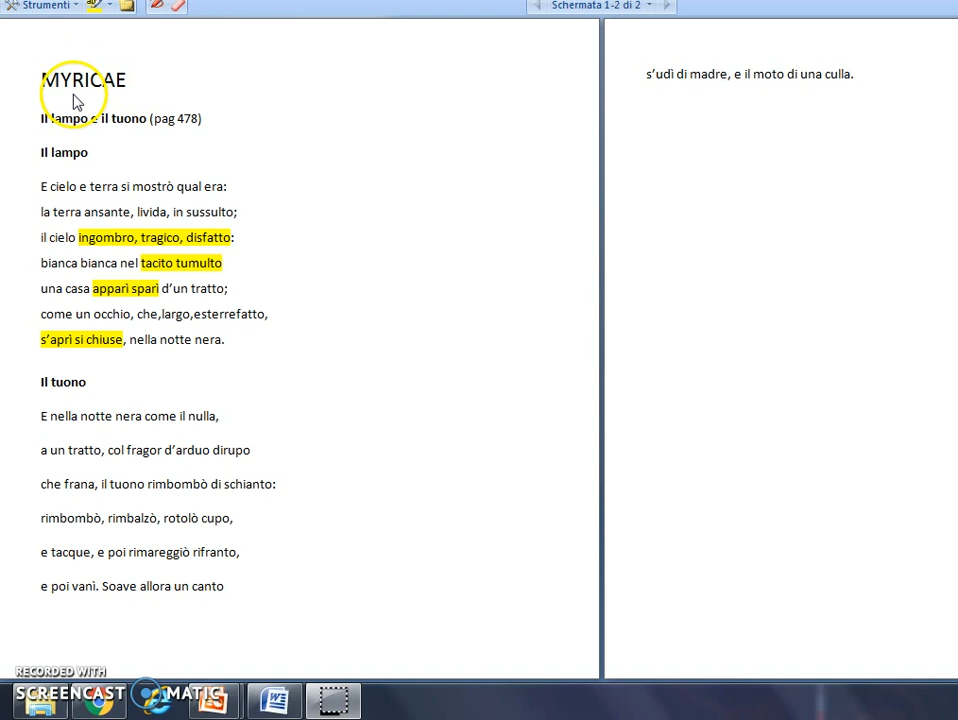 Strumenti
Schermata 1-2 di 2
MYRICAE
Il lampo e il tuono (pag 478)
Il lampo
E cielo e terra si mostrò qual era:
la terra ansante, livida, in sussulto;
il cielo ingombro, tragico, disfatto:
bianca bianca nel tacito tumulto
una casa apparì sparì d’un tratto;
come un occhio, che,largo,esterrefatto,
s’aprì si chiuse, nella notte nera.
Il tuono
E nella notte nera come il nulla,
a un tratto, col fragor d’arduo dirupo
che frana, il tuono rimbombò di schianto:
rimbombò, rimbalzò, rotolò cupo,
e tacque, e poi rimareggiò rifranto,
e poi vanì. Soave allora un canto
s’udì di madre, e il moto di una culla.
RECORDED WITH
SCREENCAST MATIC